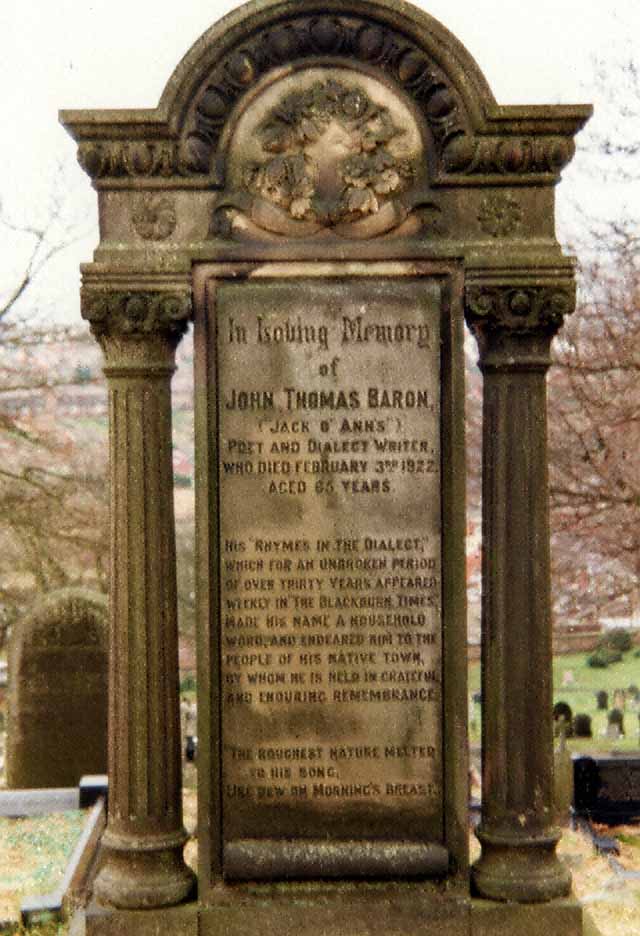 In Loving Memory
of
JOHN THOMAS BARON,
("JACK O' ANN'S")
POET AND DIALECT WRITER,
WHO DIED FEBRUARY 3RD 1922.
AGED 65 YEARS.
HIS "RHYMES IN THE DIALECT,"
WHICH FOR AN UNBROKEN PERIOD
OF OVER THIRTY YEARS APPEARED
WEEKLY IN "THE BLACKBURN TIMES,"
MADE HIS NAME A HOUSEHOLD
WORD, AND ENDEARED HIM TO THE
PEOPLE OF HIS NATIVE TOWN,
BY WHOM HE IS HELD IN GRATEFUL
AND ENDURING REMEMBRANCE.
"THE ROUGHEST NATURE MELTED
TO HIS SONG,
LIKE DEW ON MORNING'S BREAST."